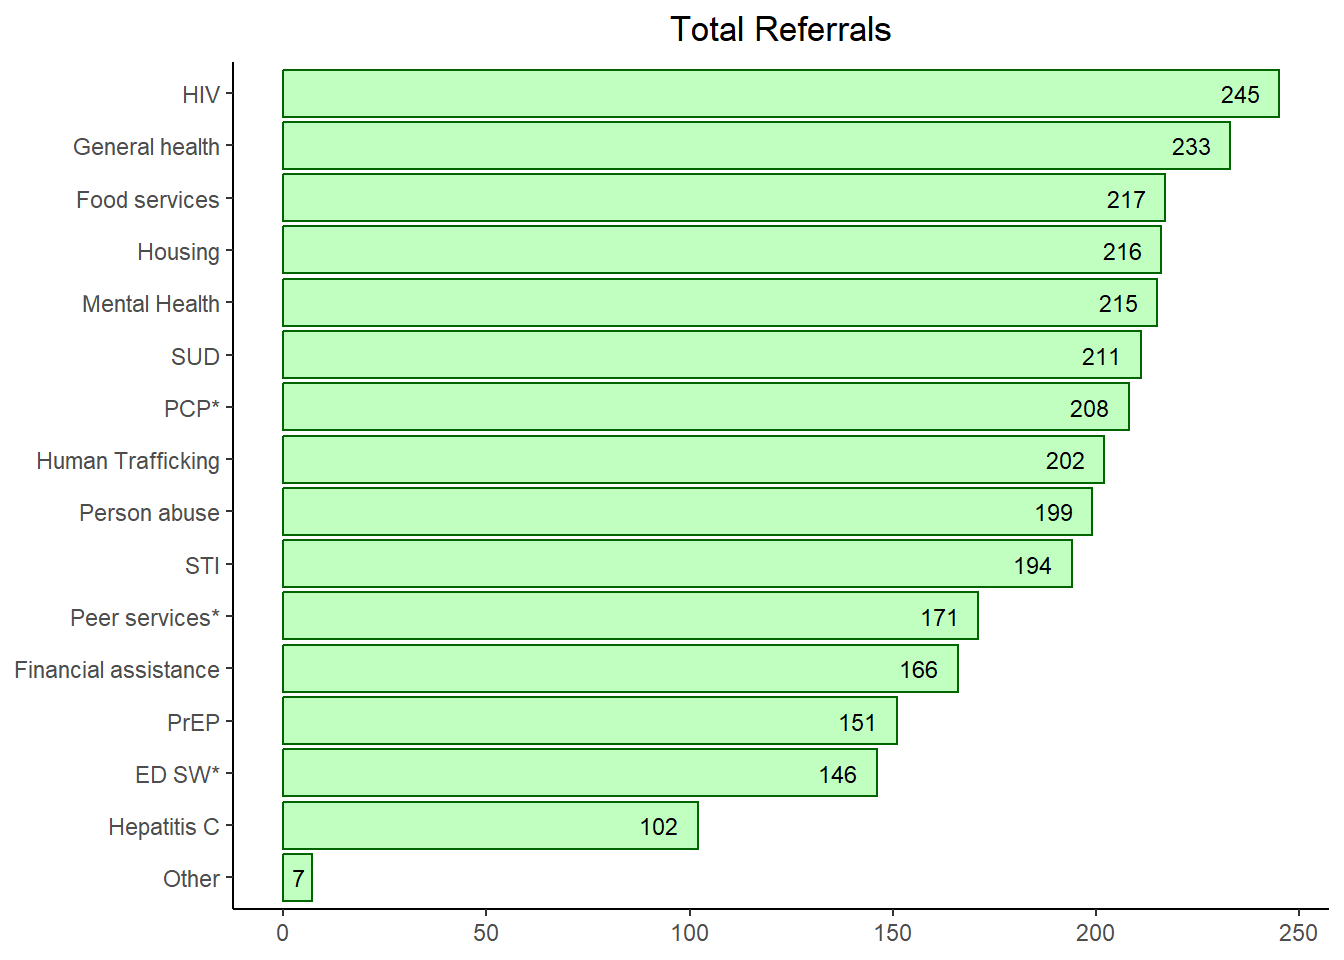 Total Referrals
HIV 245
General health 233
Food services 217
Housing 216
Mental Health 215
SUD 211
PCP* 208
Human Trafficking 202
Person abuse 199
STI 194
Peer services* 171
Financial assistance 166
PrEP 151
ED SW* 146
Hepatitis C 102
Other 7
0 50 100 150 200 250